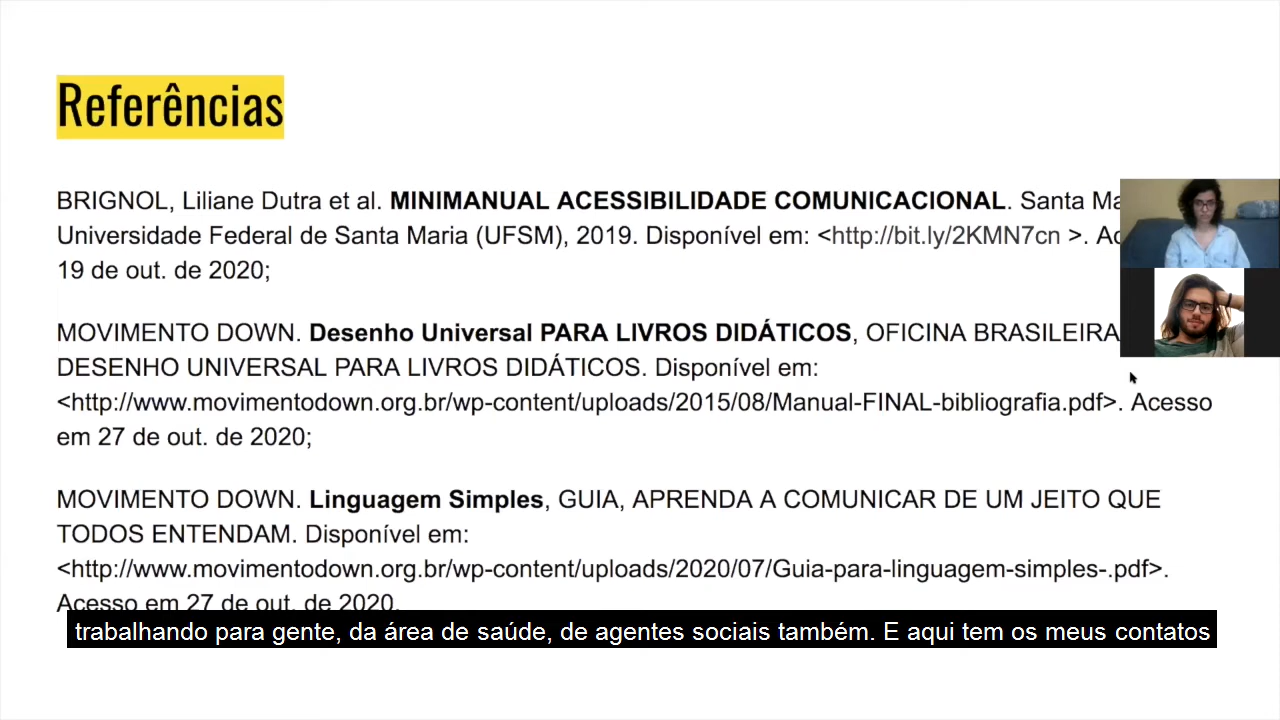 Referências
BRIGNOL, Liliane Dutra et al. MINIMANUAL ACESSIBILIDADE COMUNICACIONAL. Santa
Universidade Federal de Santa Maria (UFSM), 2019. Disponível em: <http://bit.ly/2KMN7cn >.
19 de out. de 2020;
MOVIMENTO DOWN. Desenho Universal PARA LIVROS DIDÁTICOS, OFICINA BRASILEIRA
DESENHO UNIVERSAL PARA LIVROS DIDÁTICOS. Disponível em:
<http://www.movimentodown.org.br/wp-content/uploads/2015/08/Manual-FINAL-bibliografia.pdf>. Acesso
em 27 de out. de 2020;
MOVIMENTO DOWN. Linguagem Simples, GUIA, APRENDA A COMUNICAR DE UM JEITO QUE
TODOS ENTENDAM. Disponível em:
<http://www.movimentodown.org.br/wp-content/uploads/2020/07/Guia-para-linguagem-simples-.pdf>.
Acesso em 27 de out. de 2020.
trabalhando para gente, da área de saúde, de agentes sociais também. E aqui tem os meus contatos